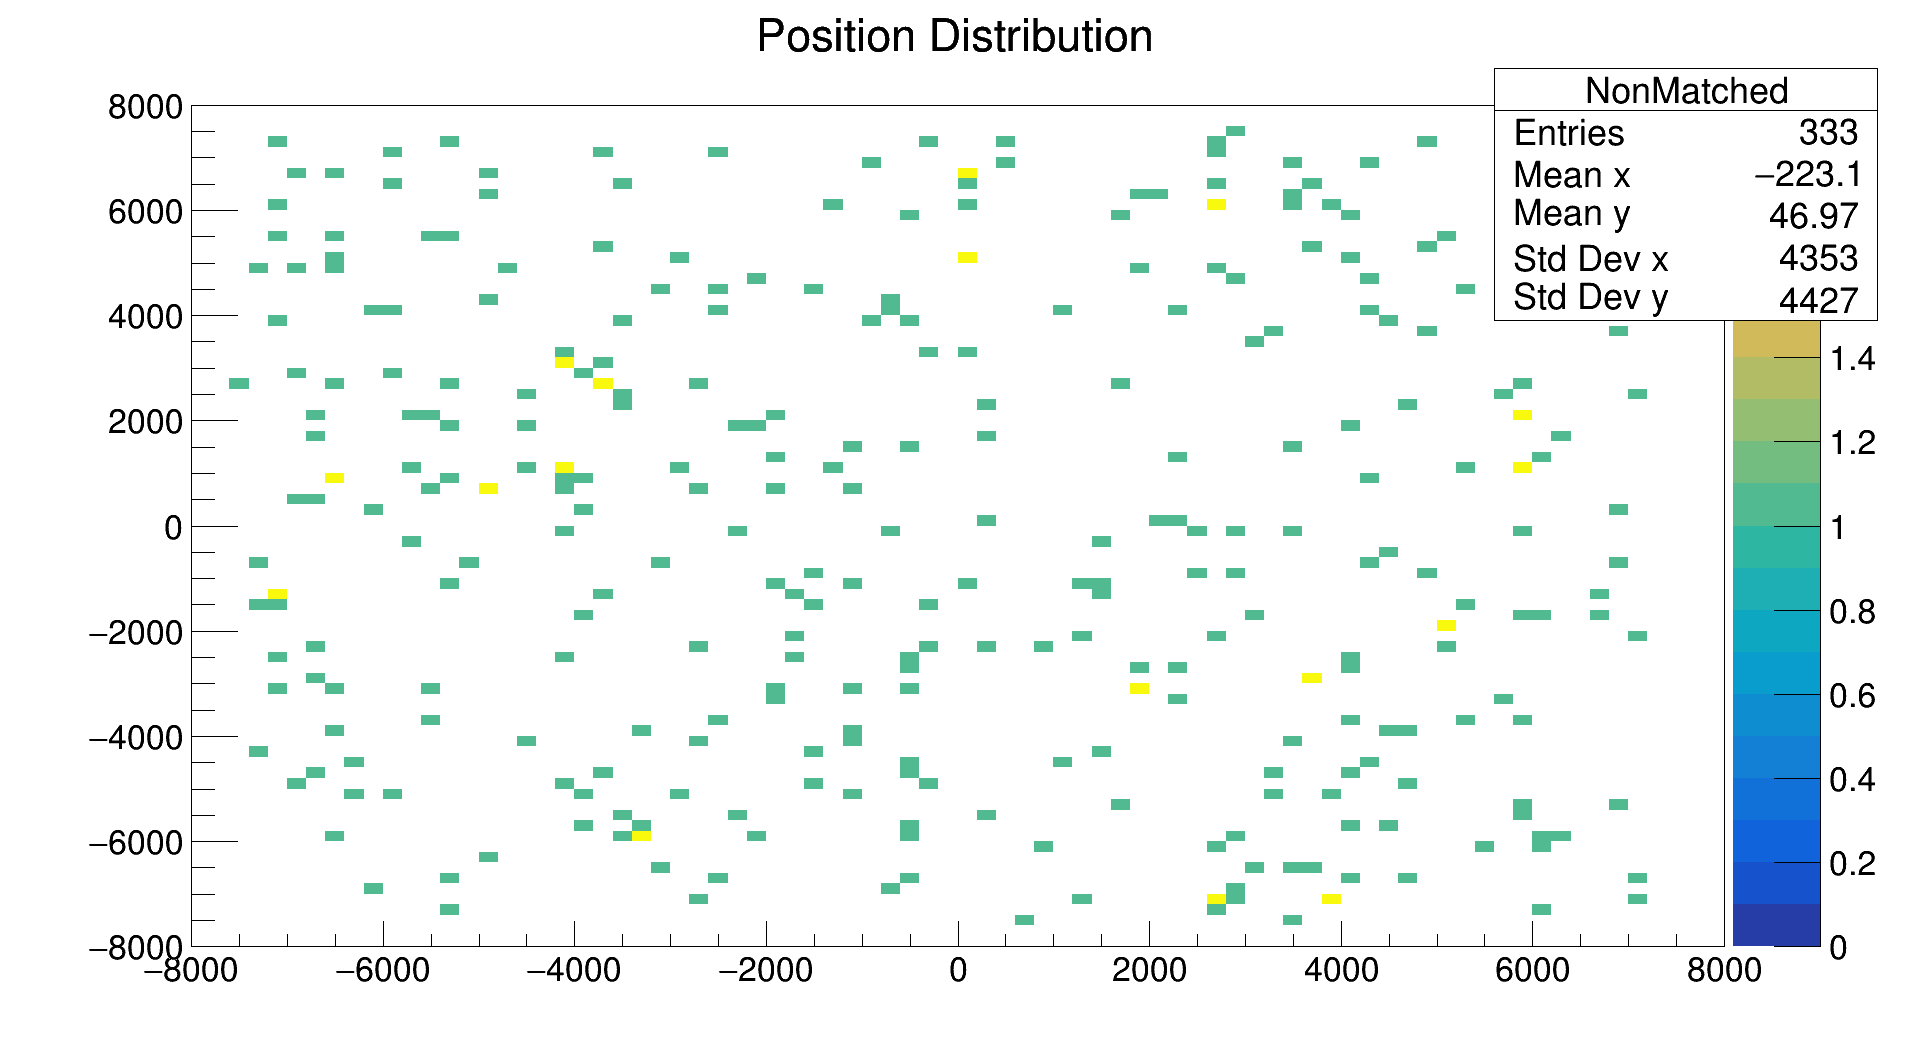 Position Distribution
NonMatched
Entries 333
Mean x −223.1
Mean y 46.97
Std Dev x 4353
Std Dev y 4427
8000
6000
4000
2000
0
−2000
−4000
−6000
−8000
−8000 −6000 −4000 −2000 0 2000 4000 6000 8000
1.4
1.2
1
0.8
0.6
0.4
0.2
0